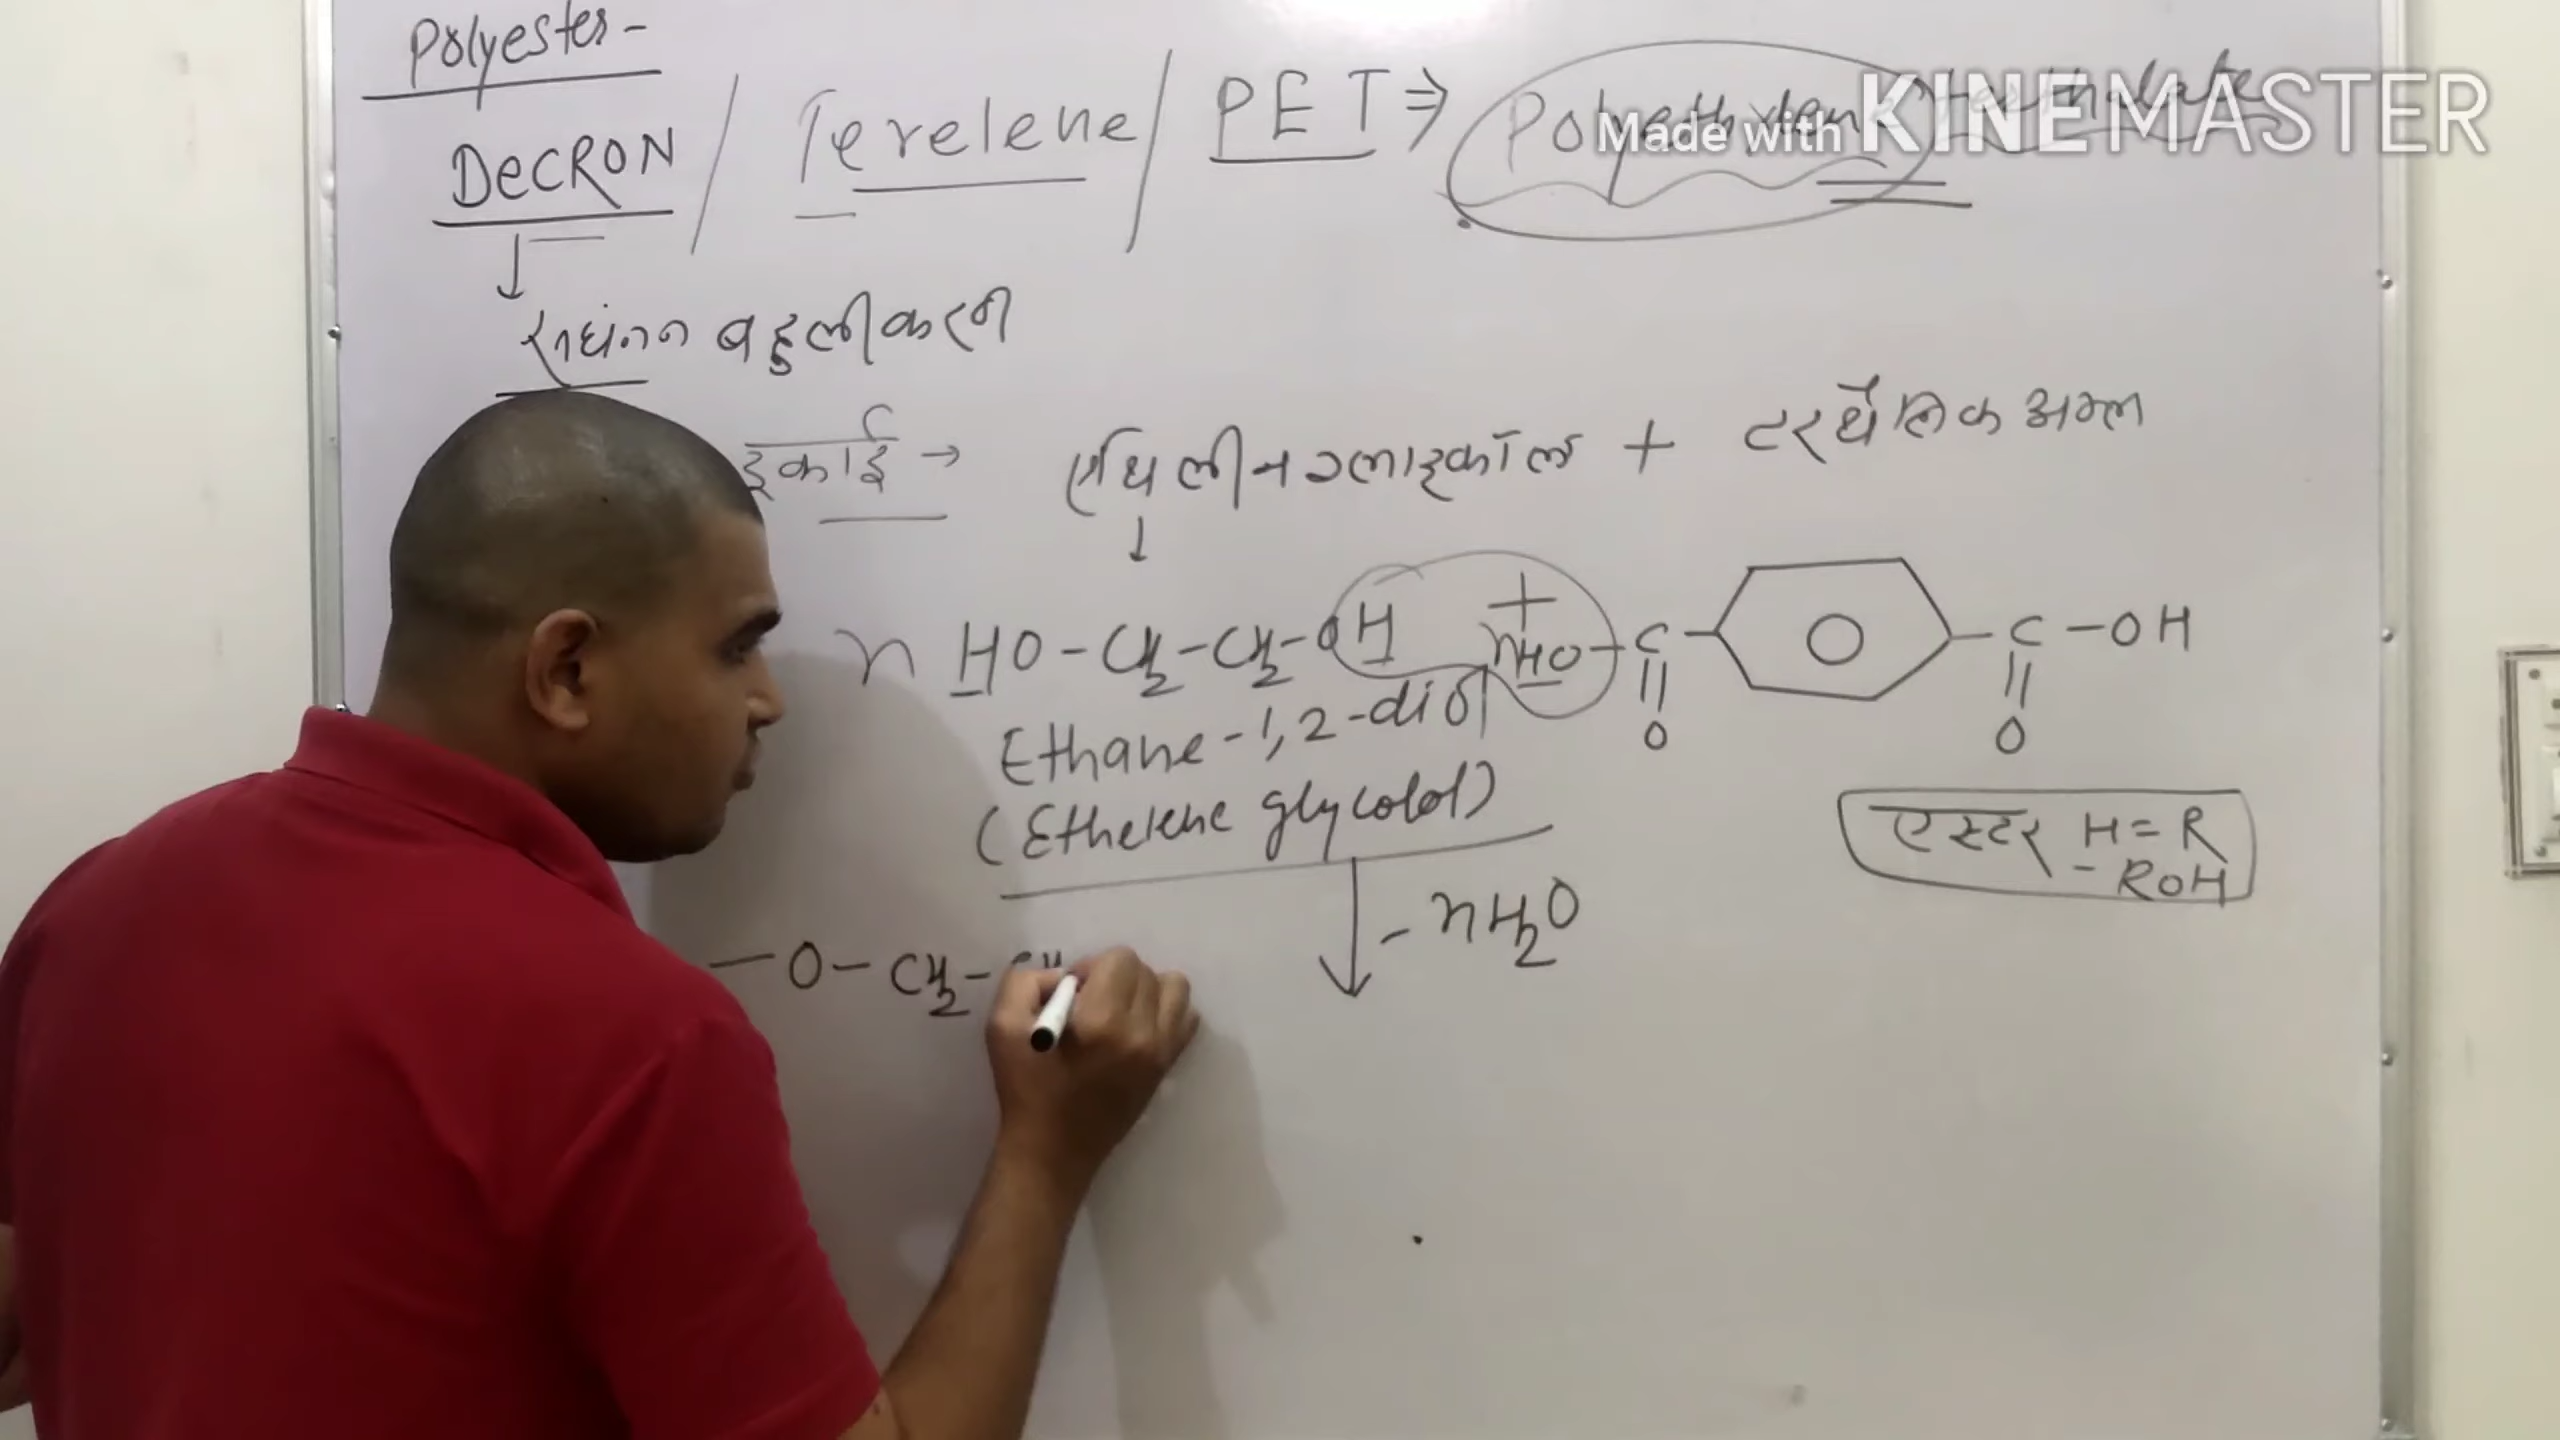 Polyester -
DeCRON / Terelene / PET ⇒
Made with KINEMASTER
संघनन बहुलीकरण
इकाई → एथिलीन ग्लाइकॉल + टरथैलिक अम्ल
n HO - CH2 - CH2 - OH + nHO - C - - C - OH
O O
Ethane - 1,2 - diol
(Ethelene glycolol)
एस्टर H = R
- ROH
- nH2O
- O - CH2 -